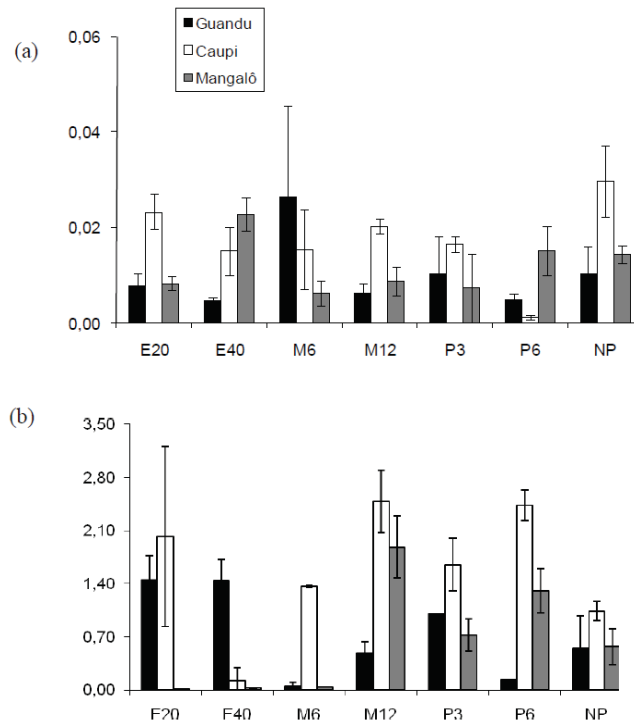 (a)
Guandu
Caupi
Mangalô
0,06
0,04
0,02
0,00
E20 E40 M6 M12 P3 P6 NP
(b)
3,50
2,80
2,10
1,40
0,70
0,00
E20 E40 M6 M12 P3 P6 NP